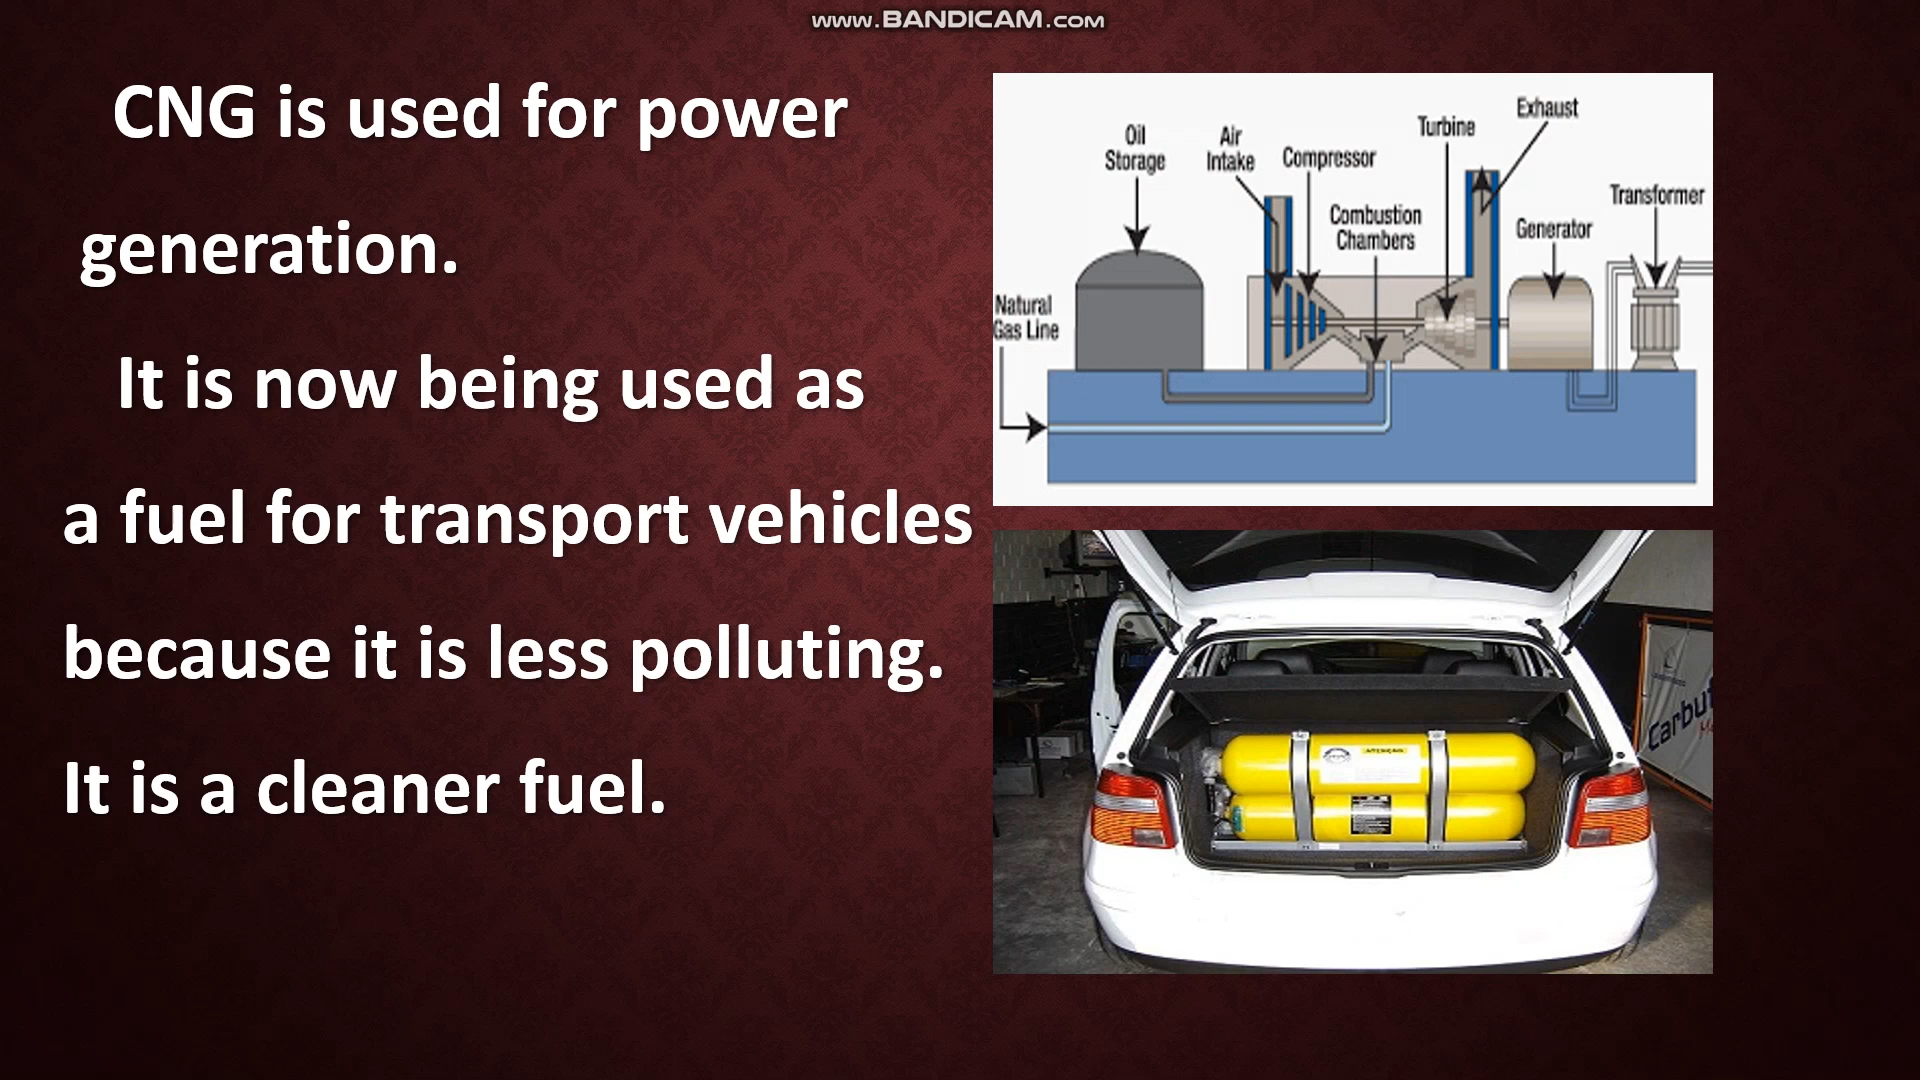 www.BANDICAM.com
CNG is used for power
generation.
It is now being used as
a fuel for transport vehicles
because it is less polluting.
It is a cleaner fuel.
Oil
Storage
Air
Intake
Compressor
Turbine
Exhaust
Combustion
Chambers
Generator
Transformer
Natural
Gas Line